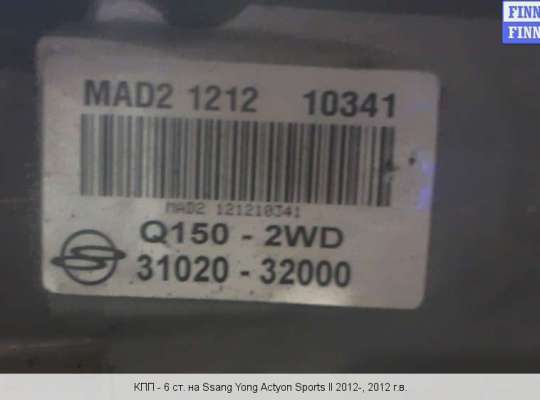 FINN
FINN
MAD2 1212 10341
MAD2 121210341
Q150 - 2WD
31020 - 32000
КПП - 6 ст. на Ssang Yong Actyon Sports II 2012-, 2012 г.в.